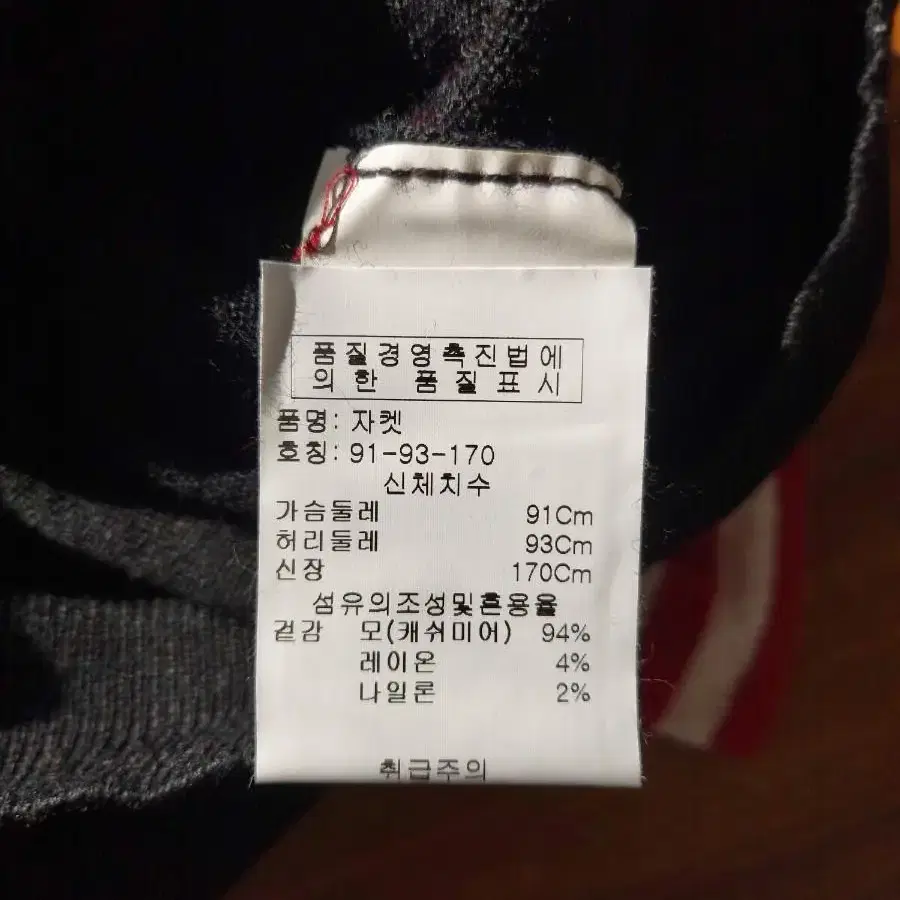 품질경영촉진법에
의한 품질표시
품명: 자켓
호칭: 91-93-170
신체치수
가슴둘레 91Cm
허리둘레 93Cm
신장 170Cm
섬유의조성및혼용율
겉감 모(캐쉬미어) 94%
레이온 4%
나일론 2%
취급주의